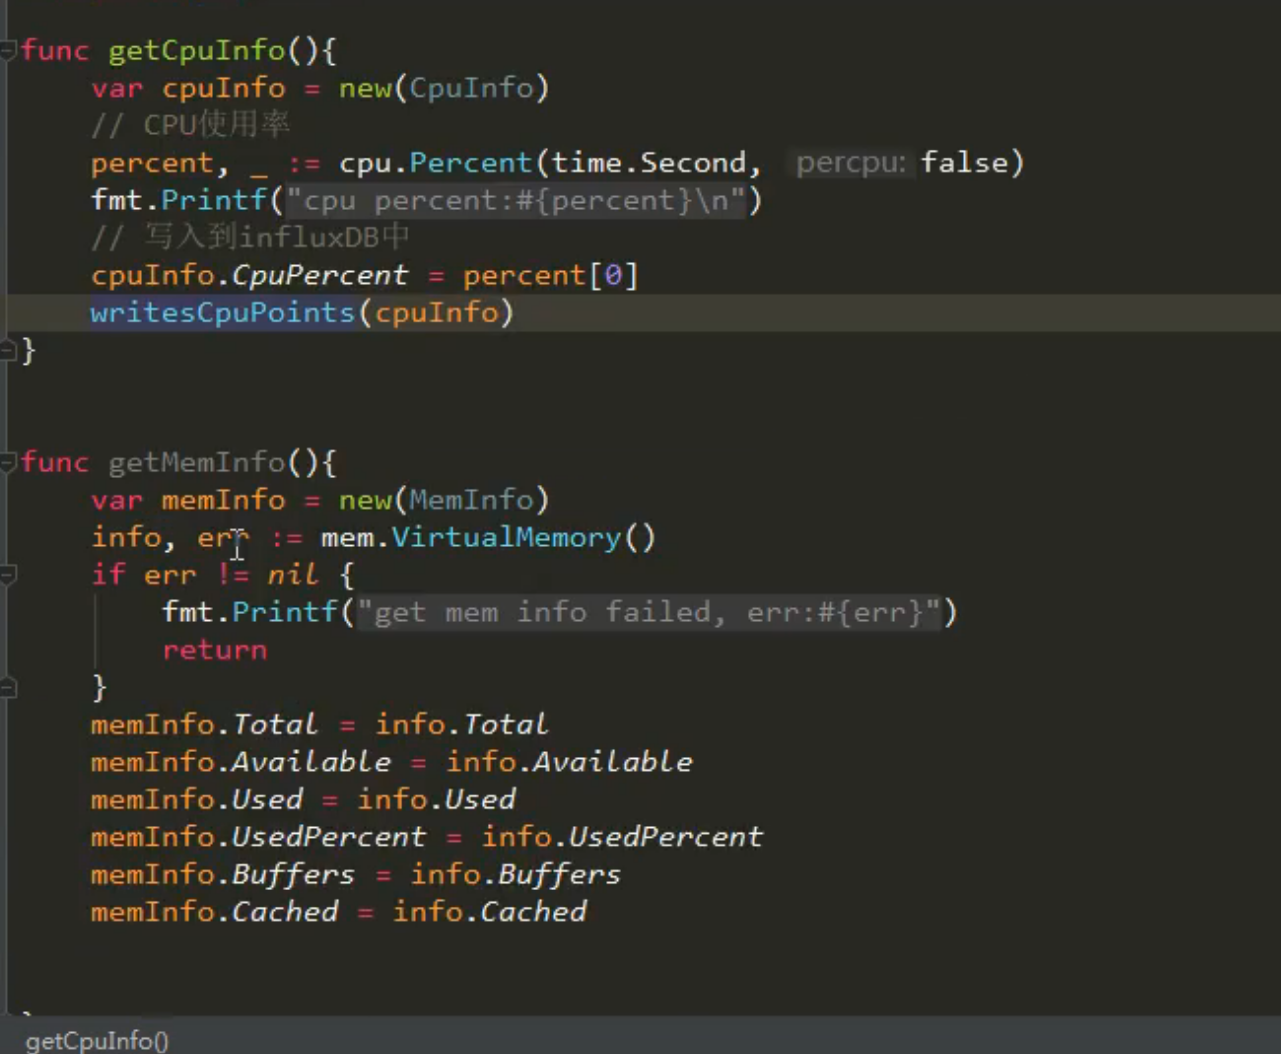 func getCpuInfo(){
var cpuInfo = new(CpuInfo)
// CPU使用率
percent, _ := cpu.Percent(time.Second, percpu: false)
fmt.Printf("cpu percent:#{percent}\n")
// 写入到influxDB中
cpuInfo.CpuPercent = percent[0]
writesCpuPoints(cpuInfo)
}
func getMemInfo(){
var memInfo = new(MemInfo)
info, err := mem.VirtualMemory()
if err != nil {
fmt.Printf("get mem info failed, err:#{err}")
return
}
memInfo.Total = info.Total
memInfo.Available = info.Available
memInfo.Used = info.Used
memInfo.UsedPercent = info.UsedPercent
memInfo.Buffers = info.Buffers
memInfo.Cached = info.Cached
getCpuInfo()